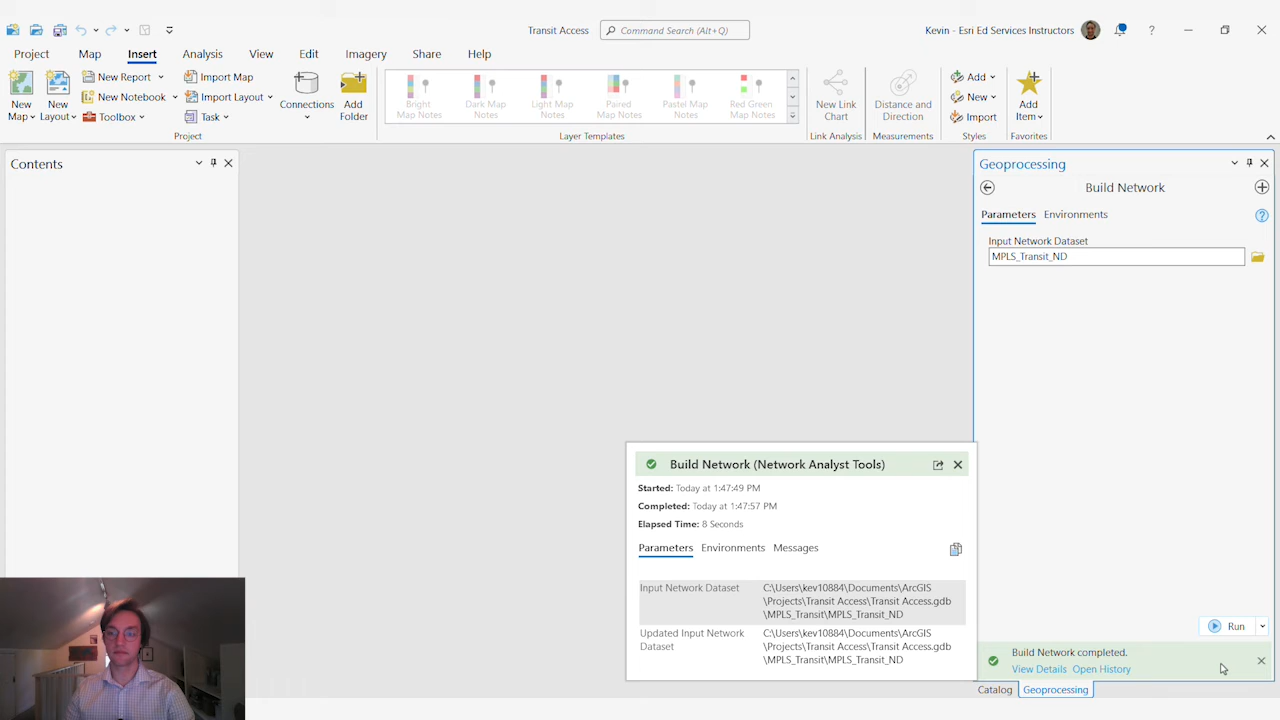 Transit Access
Command Search (Alt+Q)
Kevin - Esri Ed Services Instructors
?
Project
Map
Insert
Analysis
View
Edit
Imagery
Share
Help
New
Map
New
Layout
New Report
New Notebook
Toolbox
Import Map
Import Layout
Task
Connections
Add
Folder
Project
Bright
Map Notes
Dark Map
Notes
Light Map
Notes
Paired
Map Notes
Pastel Map
Notes
Red Green
Map Notes
Layer Templates
New Link
Chart
Link Analysis
Distance and
Direction
Measurements
Add
New
Import
Styles
Add
Item
Favorites
Contents
Geoprocessing
Build Network
Parameters
Environments
?
Input Network Dataset
MPLS_Transit_ND
Build Network (Network Analyst Tools)
Started: Today at 1:47:49 PM
Completed: Today at 1:47:57 PM
Elapsed Time: 8 Seconds
Parameters
Environments
Messages
Input Network Dataset
C:\Users\kev10884\Documents\ArcGIS
\Projects\Transit Access\Transit Access.gdb
\MPLS_Transit\MPLS_Transit_ND
Updated Input Network
Dataset
C:\Users\kev10884\Documents\ArcGIS
\Projects\Transit Access\Transit Access.gdb
\MPLS_Transit\MPLS_Transit_ND
Run
Build Network completed.
View Details Open History
Catalog
Geoprocessing